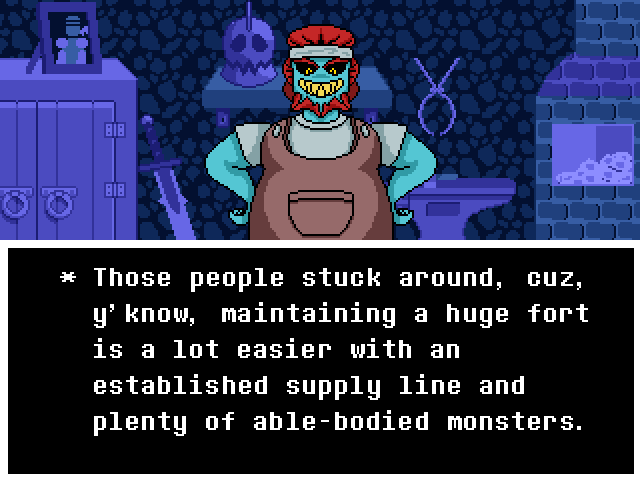 * Those people stuck around, cuz,
y'know, maintaining a huge fort
is a lot easier with an
established supply line and
plenty of able-bodied monsters.